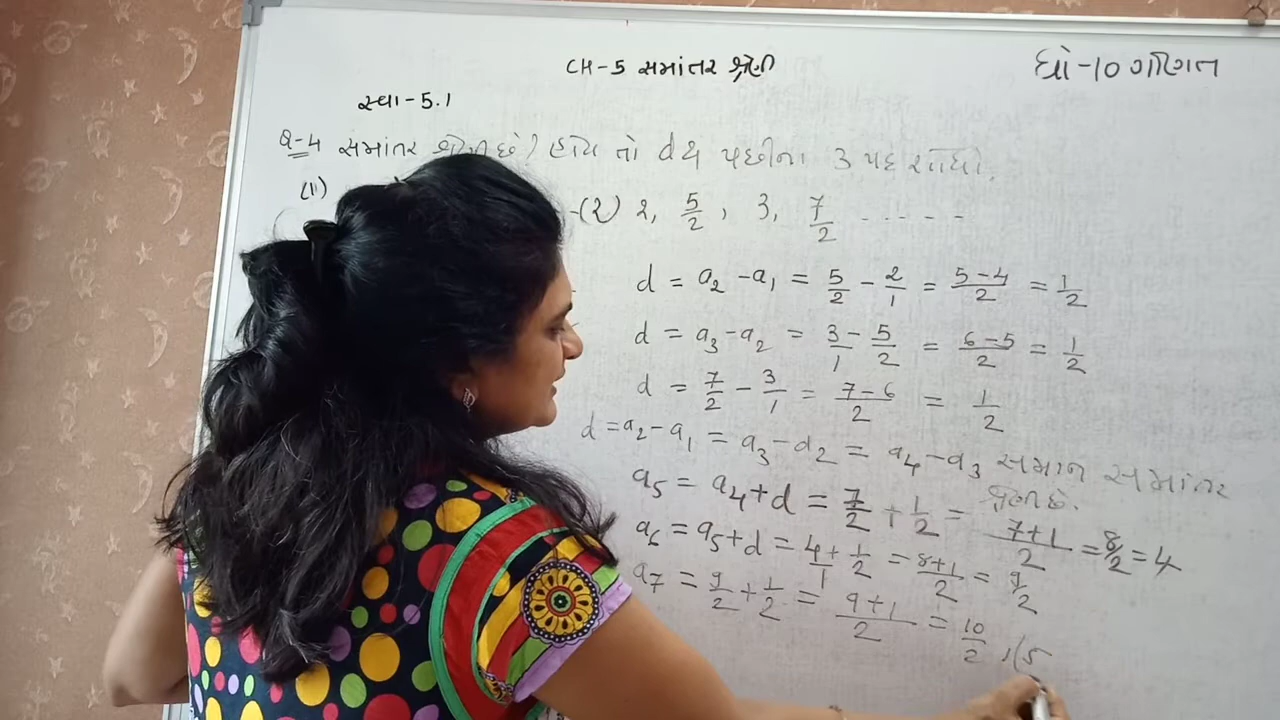 CH-5 સમાંતર શ્રેણી
ધો-10 ગણિત
સ્વા-5.1
Q-4 સમાંતર શ્રેણી છે? હોય તો d થી પછીના 3 પદ શોધો.
(1)
(2) 2, 5/2, 3, 7/2 ------
d = a₂ - a₁ = 5/2 - 2/1 = 5-4/2 = 1/2
d = a₃ - a₂ = 3/1 - 5/2 = 6-5/2 = 1/2
d = 7/2 - 3/1 = 7-6/2 = 1/2
d = a₂ - a₁ = a₃ - a₂ = a₄ - a₃ સમાન સમાંતર
શ્રેણી છે.
a₅ = a₄ + d = 7/2 + 1/2 = 7+1/2 = 8/2 = 4
a₆ = a₅ + d = 4/1 + 1/2 = 8+1/2 = 9/2
a₇ = 9/2 + 1/2 = 9+1/2 = 10/2, (5